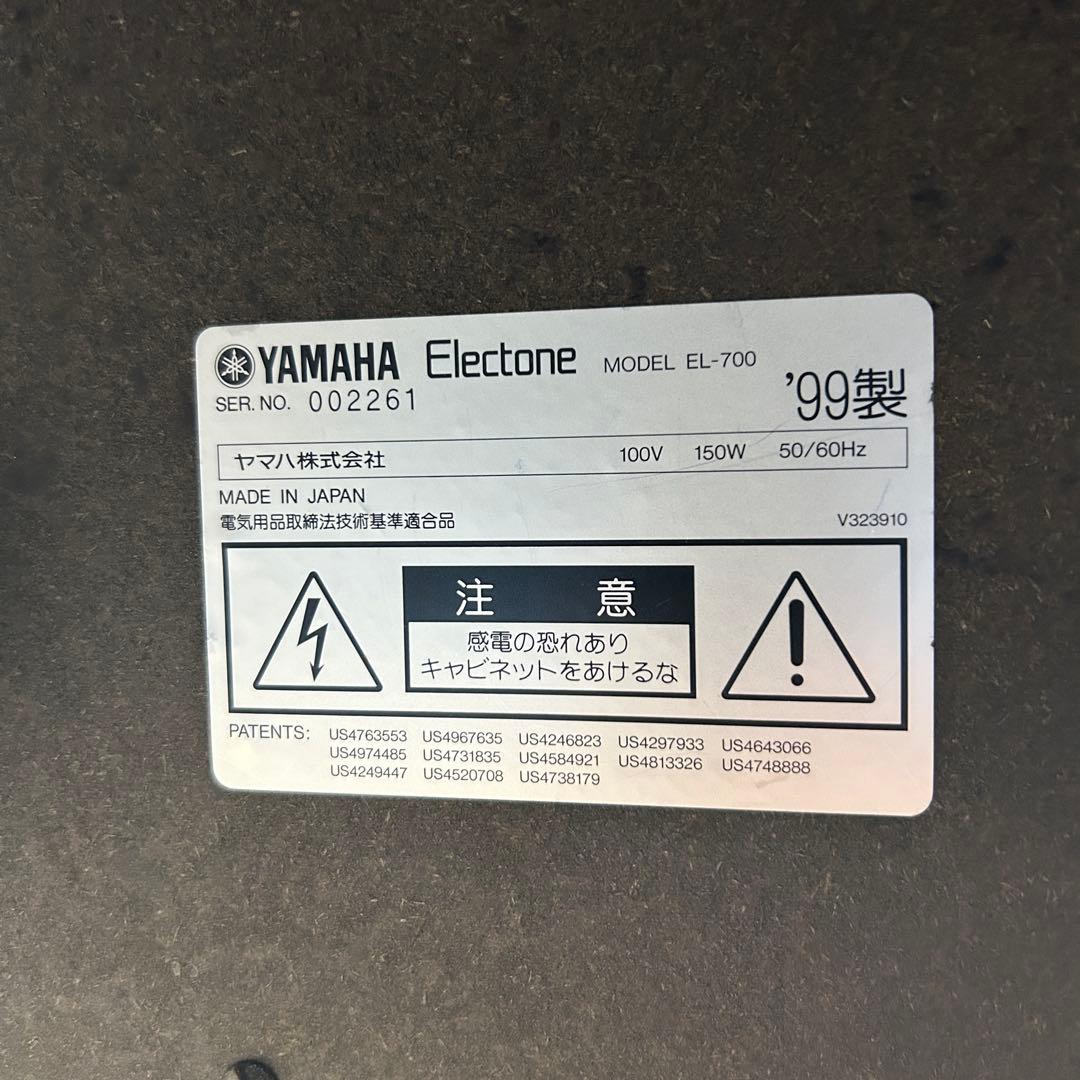 YAMAHA Electone MODEL EL-700
SER. NO. 002261 '99製
ヤマハ株式会社 100V 150W 50/60Hz
MADE IN JAPAN
電気用品取締法技術基準適合品 V323910
注意
感電の恐れあり
キャビネットをあけるな
PATENTS: US4763553 US4967635 US4246823 US4297933 US4643066
US4974485 US4731835 US4584921 US4813326 US4748888
US4249447 US4520708 US4738179